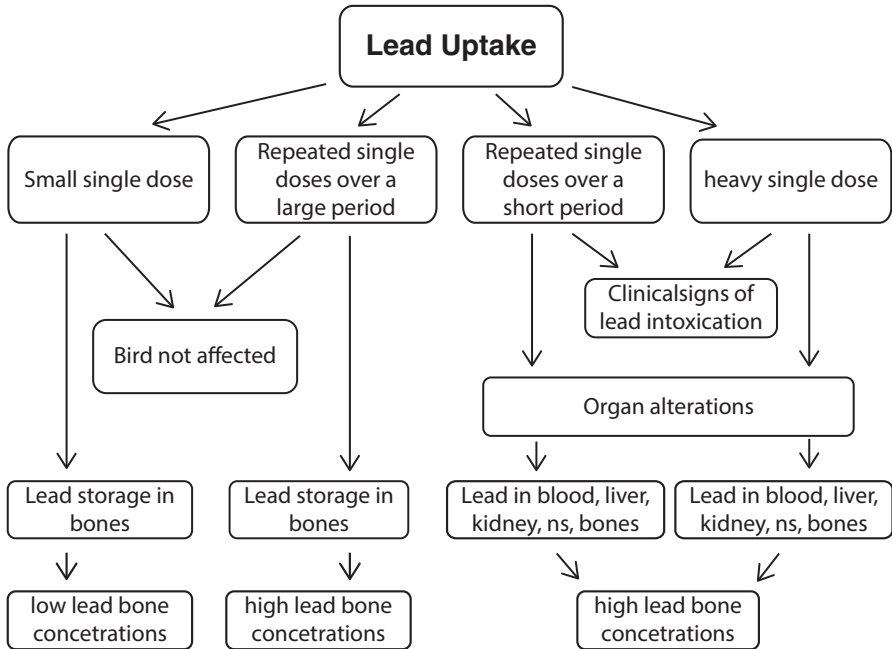 Lead Uptake
Small single dose
Repeated single
doses over a
large period
Repeated single
doses over a
short period
heavy single dose
Clinicalsigns of
lead intoxication
Bird not affected
Organ alterations
Lead storage in
bones
Lead storage in
bones
Lead in blood, liver,
kidney, ns, bones
Lead in blood, liver,
kidney, ns, bones
low lead bone
concetrations
high lead bone
concetrations
high lead bone
concetrations